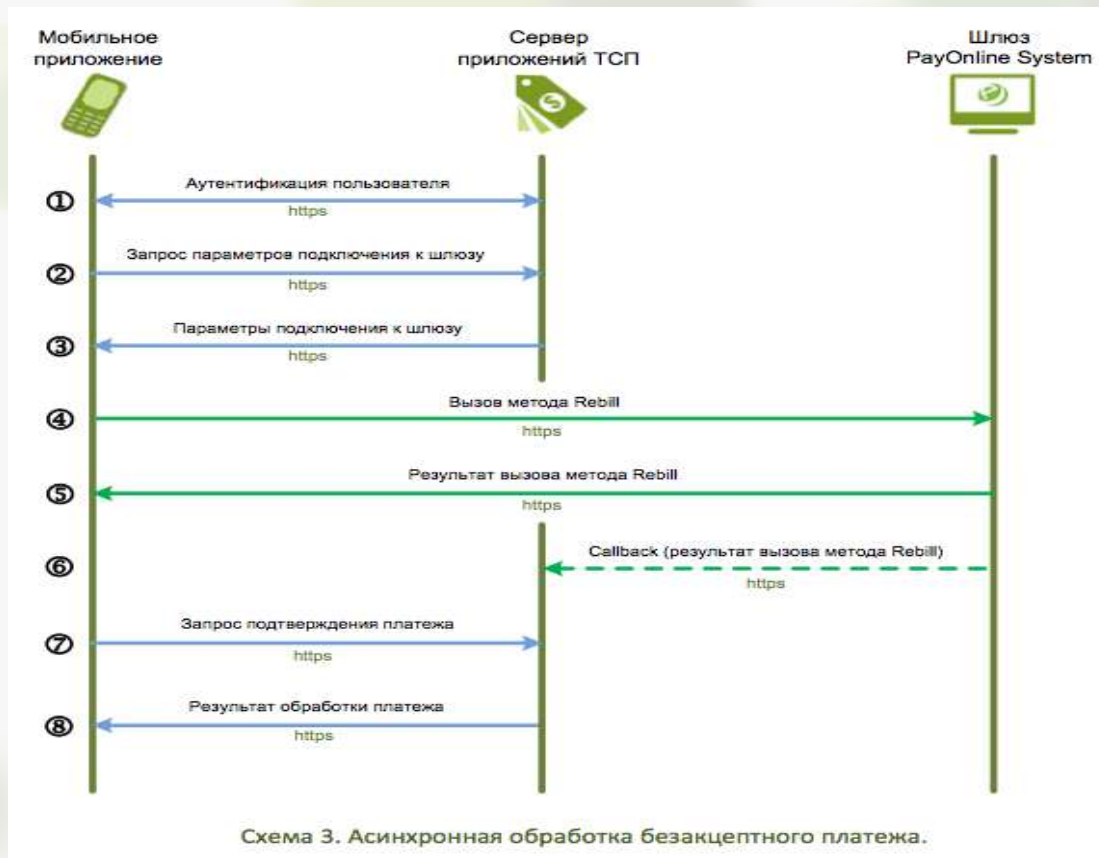 Мобильное
приложение
Сервер
приложений ТСП
Шлюз
PayOnline System
①
Аутентификация пользователя
https
②
Запрос параметров подключения к шлюзу
https
③
Параметры подключения к шлюзу
https
④
Вызов метода Rebill
https
⑤
Результат вызова метода Rebill
https
⑥
Callback (результат вызова метода Rebill)
https
⑦
Запрос подтверждения платежа
https
⑧
Результат обработки платежа
https
Схема 3. Асинхронная обработка безакцептного платежа.